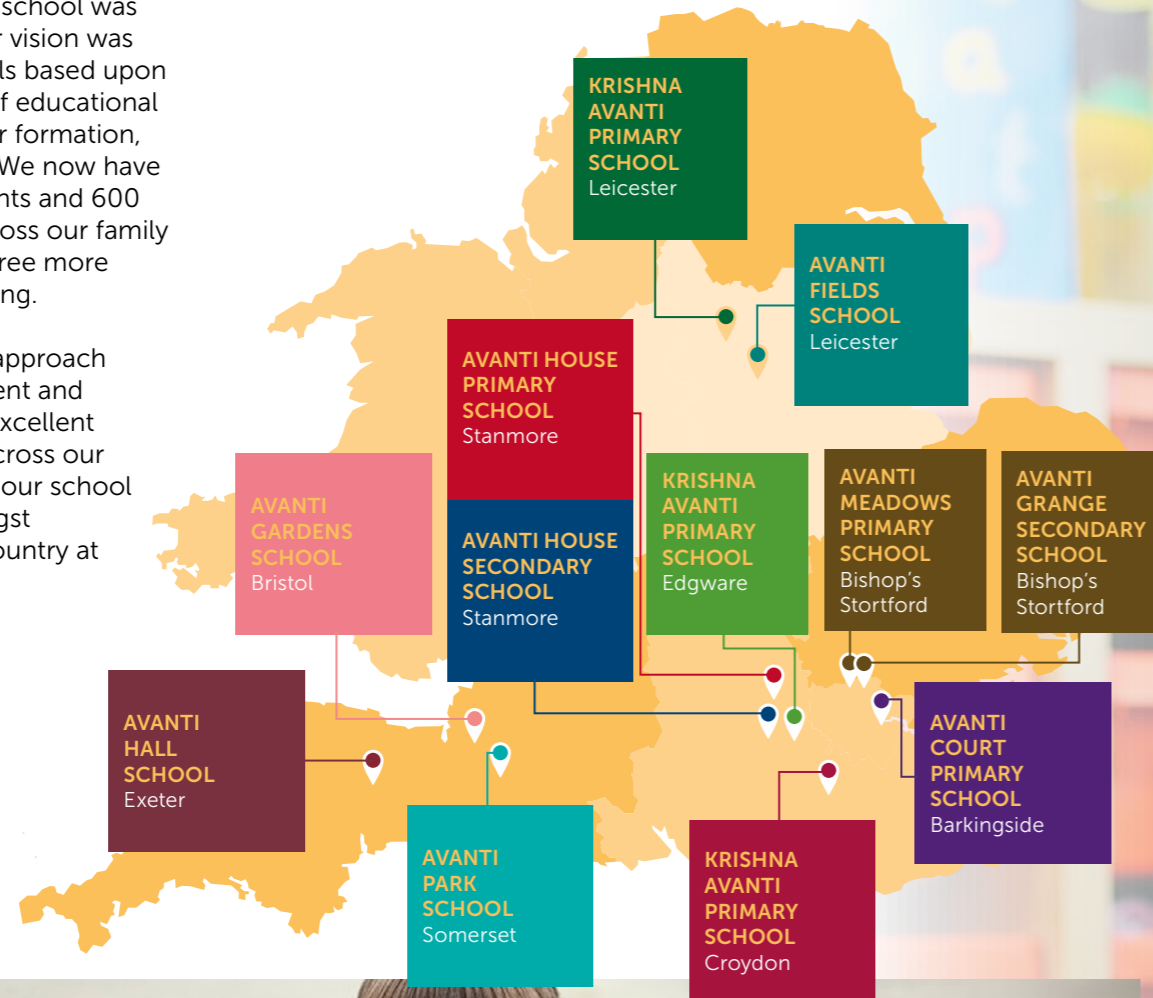 school was
vision was
ls based upon
f educational
r formation,
We now have
nts and 600
oss our family
ree more
ng.
approach
ent and
xcellent
cross our
our school
gst
ountry at
KRISHNA
AVANTI
PRIMARY
SCHOOL
Leicester
AVANTI
FIELDS
SCHOOL
Leicester
AVANTI HOUSE
PRIMARY
SCHOOL
Stanmore
AVANTI HOUSE
SECONDARY
SCHOOL
Stanmore
AVANTI
GARDENS
SCHOOL
Bristol
KRISHNA
AVANTI
PRIMARY
SCHOOL
Edgware
AVANTI
MEADOWS
PRIMARY
SCHOOL
Bishop's
Stortford
AVANTI
GRANGE
SECONDARY
SCHOOL
Bishop's
Stortford
AVANTI
HALL
SCHOOL
Exeter
AVANTI
PARK
SCHOOL
Somerset
KRISHNA
AVANTI
PRIMARY
SCHOOL
Croydon
AVANTI
COURT
PRIMARY
SCHOOL
Barkingside